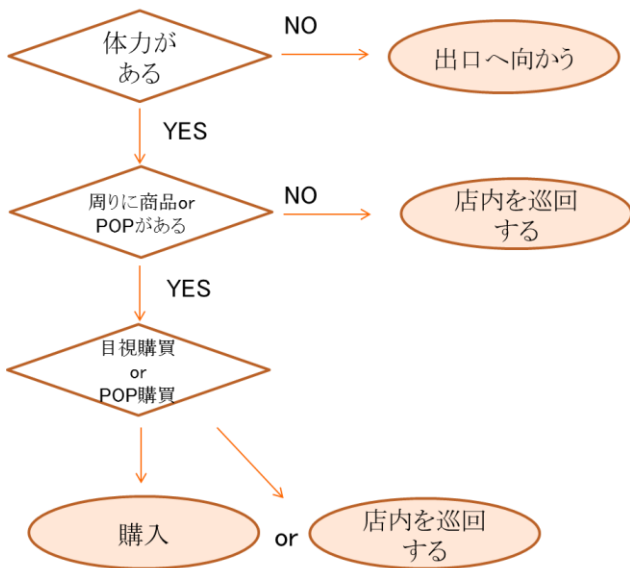 体力が
ある
NO
出口へ向かう
YES
周りに商品or
POPがある
NO
店内を巡回
する
YES
目視購買
or
POP購買
購入
or
店内を巡回
する